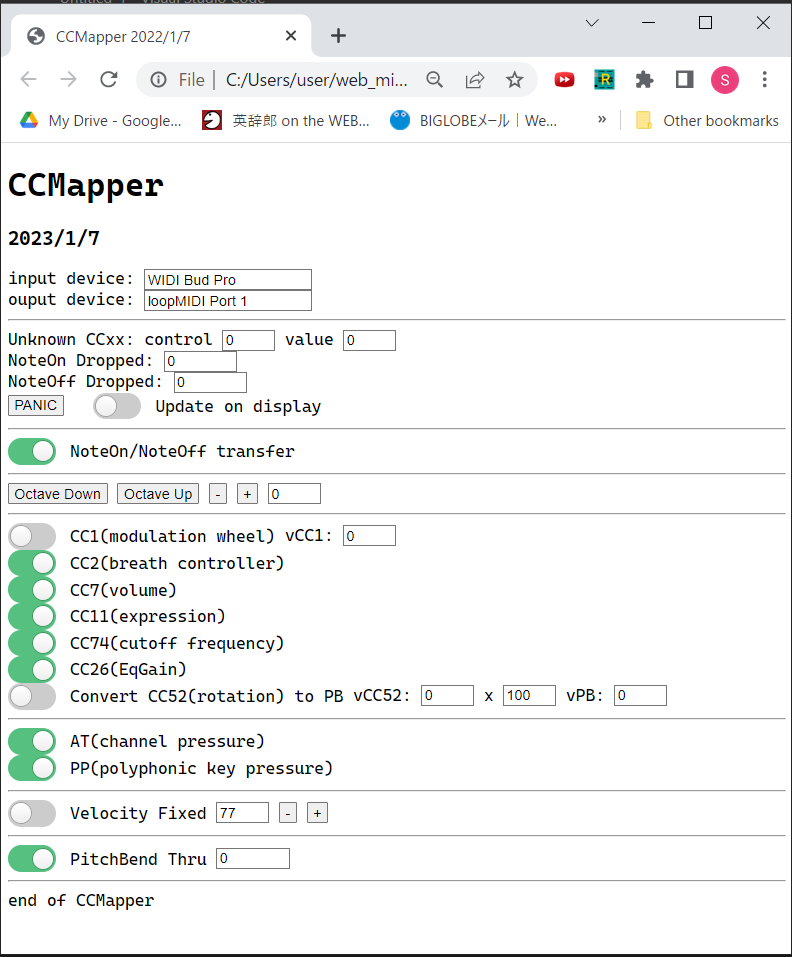 CCMapper 2022/1/7
File | C:/Users/user/web_mi...
R
S
My Drive - Google...
英辞郎 on the WEB...
BIGLOBEメール | We...
»
Other bookmarks
CCMapper
2023/1/7
input device: WIDI Bud Pro
ouput device: loopMIDI Port 1
Unknown CCxx: control 0 value 0
NoteOn Dropped: 0
NoteOff Dropped: 0
PANIC Update on display
NoteOn/NoteOff transfer
Octave Down Octave Up - + 0
CC1(modulation wheel) vCC1: 0
CC2(breath controller)
CC7(volume)
CC11(expression)
CC74(cutoff frequency)
CC26(EqGain)
Convert CC52(rotation) to PB vCC52: 0 x 100 vPB: 0
AT(channel pressure)
PP(polyphonic key pressure)
Velocity Fixed 77 - +
PitchBend Thru 0
end of CCMapper